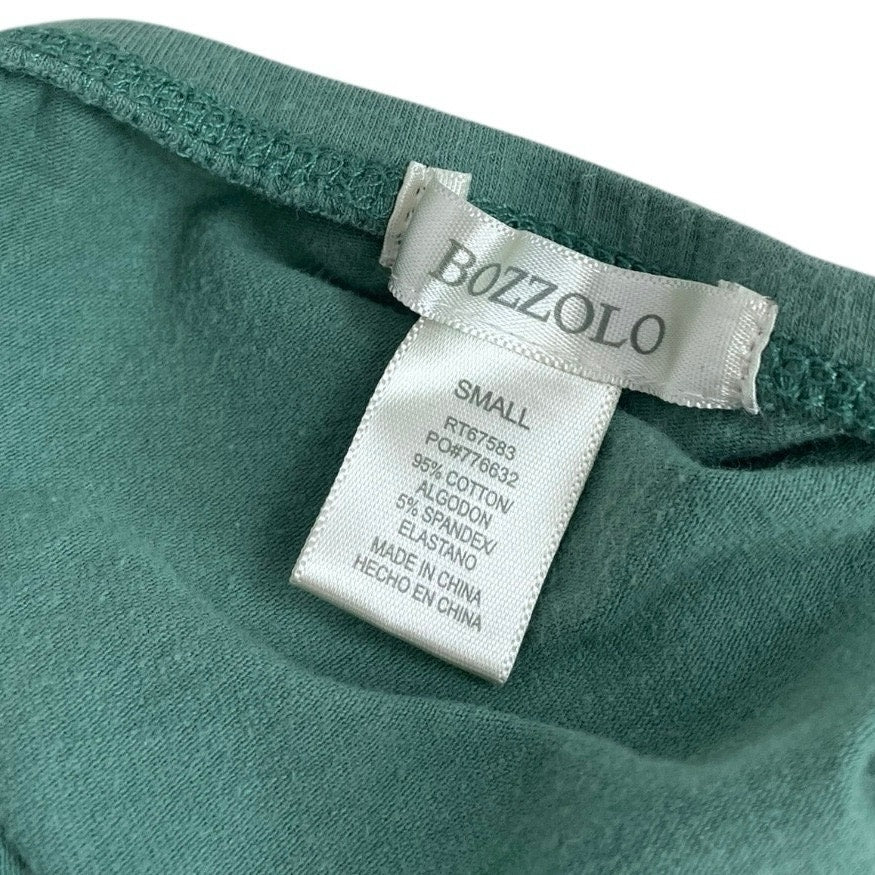 BOZZOLO
SMALL
RT67583
PO#776632
95% COTTON/
ALGODON
5% SPANDEX/
ELASTANO
MADE IN CHINA
HECHO EN CHINA